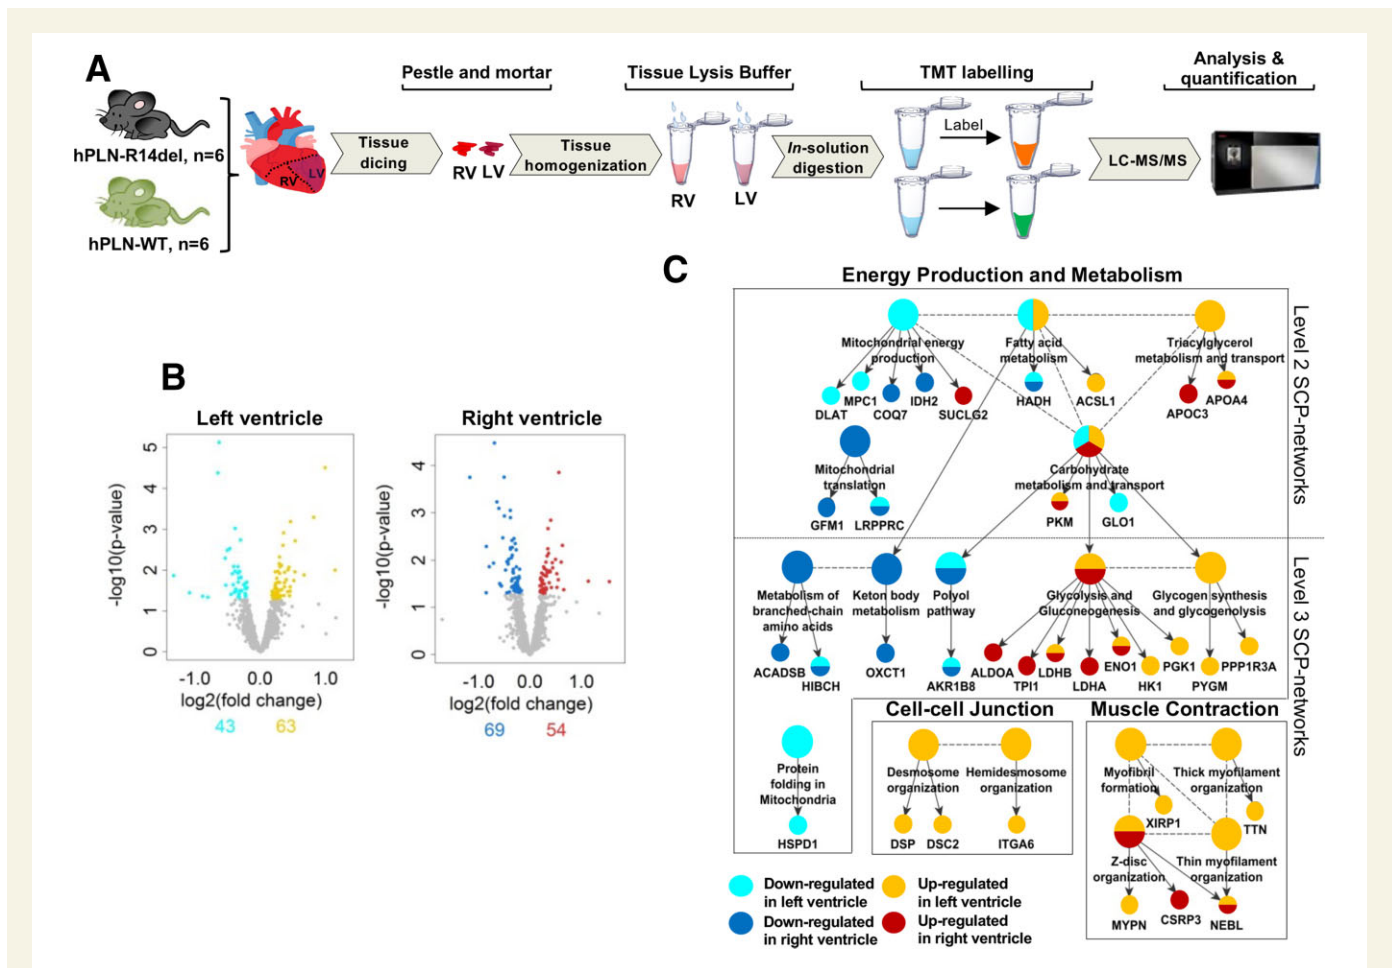 A
Pestle and mortar
Tissue Lysis Buffer
TMT labelling
Analysis &
quantification
hPLN-R14del, n=6
hPLN-WT, n=6
RV
LV
Tissue
dicing
RV LV
Tissue
homogenization
RV
LV
In-solution
digestion
Label
LC-MS/MS
B
Left ventricle
-log10(p-value)
5
4
3
2
1
0
-1.0 0.0 1.0
log2(fold change)
43 63
Right ventricle
-log10(p-value)
4
3
2
1
0
-1.0 0.0 1.0
log2(fold change)
69 54
C
Energy Production and Metabolism
Level 2 SCP-networks
Mitochondrial energy
production
Fatty acid
metabolism
Triacylglycerol
metabolism and transport
DLAT
MPC1
COQ7
IDH2
SUCLG2
HADH
ACSL1
APOC3
APOA4
Mitochondrial
translation
GFM1
LRPPRC
Carbohydrate
metabolism and transport
PKM
GLO1
Level 3 SCP-networks
Metabolism of
branched-chain
amino acids
Keton body
metabolism
Polyol
pathway
Glycolysis and
Gluconeogenesis
Glycogen synthesis
and glycogenolysis
ACADSB
HIBCH
OXCT1
AKR1B8
ALDOA
TPI1
LDHB
LDHA
ENO1
HK1
PGK1
PYGM
PPP1R3A
Protein
folding in
Mitochondria
HSPD1
Cell-cell Junction
Desmosome
organization
Hemidesmosome
organization
DSP
DSC2
ITGA6
Muscle Contraction
Myofibril
formation
Thick myofilament
organization
XIRP1
TTN
Z-disc
organization
Thin myofilament
organization
MYPN
CSRP3
NEBL
Down-regulated
in left ventricle
Up-regulated
in left ventricle
Down-regulated
in right ventricle
Up-regulated
in right ventricle